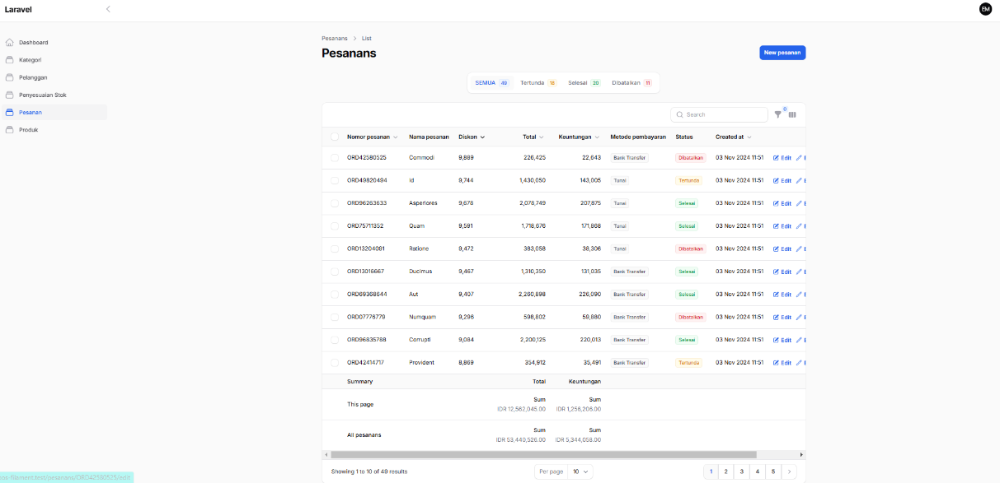 Laravel
EM
Dashboard
Kategori
Pelanggan
Penyesuaian Stok
Pesanan
Produk
Pesanans > List
Pesanans
New pesanan
SEMUA 49 Tertunda 18 Selesai 20 Dibatalkan 11
Search
0
Nomor pesanan Nama pesanan Diskon Total Keuntungan Metode pembayaran Status Created at
ORD42580525 Commodi 9,889 226,425 22,643 Bank Transfer Dibatalkan 03 Nov 2024 11:51 Edit
ORD49820494 Id 9,744 1,430,050 143,005 Tunai Tertunda 03 Nov 2024 11:51 Edit
ORD96263633 Asperiores 9,678 2,078,749 207,875 Tunai Selesai 03 Nov 2024 11:51 Edit
ORD75711352 Quam 9,591 1,718,676 171,868 Tunai Selesai 03 Nov 2024 11:51 Edit
ORD13204091 Ratione 9,472 383,058 38,306 Tunai Dibatalkan 03 Nov 2024 11:51 Edit
ORD13016667 Ducimus 9,467 1,310,350 131,035 Bank Transfer Selesai 03 Nov 2024 11:51 Edit
ORD69368644 Aut 9,407 2,260,898 226,090 Bank Transfer Selesai 03 Nov 2024 11:51 Edit
ORD07776779 Numquam 9,296 598,802 59,880 Bank Transfer Dibatalkan 03 Nov 2024 11:51 Edit
ORD96835788 Corrupti 9,084 2,200,125 220,013 Bank Transfer Selesai 03 Nov 2024 11:51 Edit
ORD42414717 Provident 8,869 354,912 35,491 Bank Transfer Tertunda 03 Nov 2024 11:51 Edit
Summary Total Keuntungan
Sum Sum
This page
IDR 12,562,045.00 IDR 1,256,206.00
Sum Sum
All pesanans
IDR 53,440,526.00 IDR 5,344,058.00
Showing 1 to 10 of 49 results
Per page 10
1 2 3 4 5 >
os-filament.test/pesanans/ORD42580525/edit